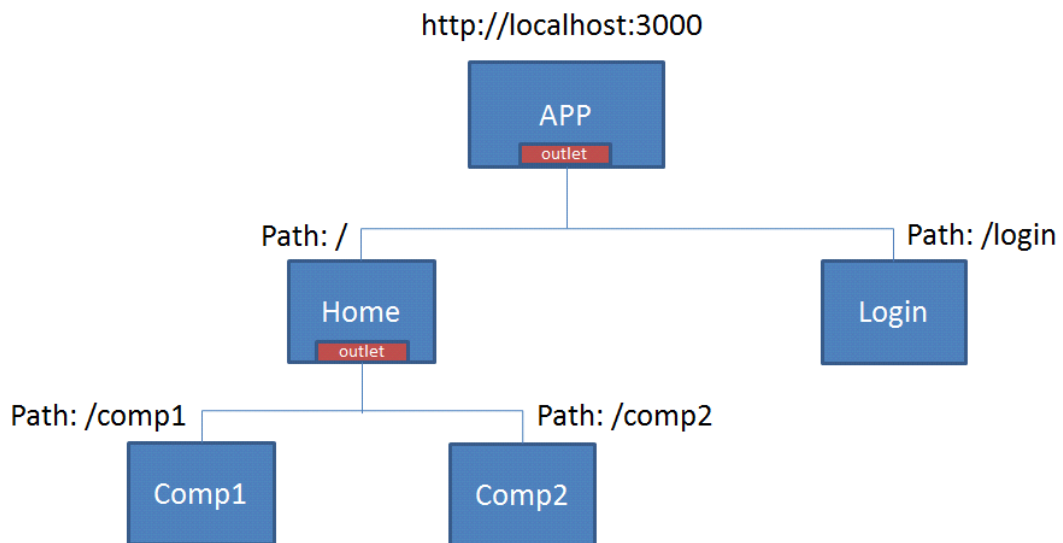 http://localhost:3000
APP
outlet
Path: /
Path: /login
Home
Login
outlet
Path: /comp1
Path: /comp2
Comp1
Comp2